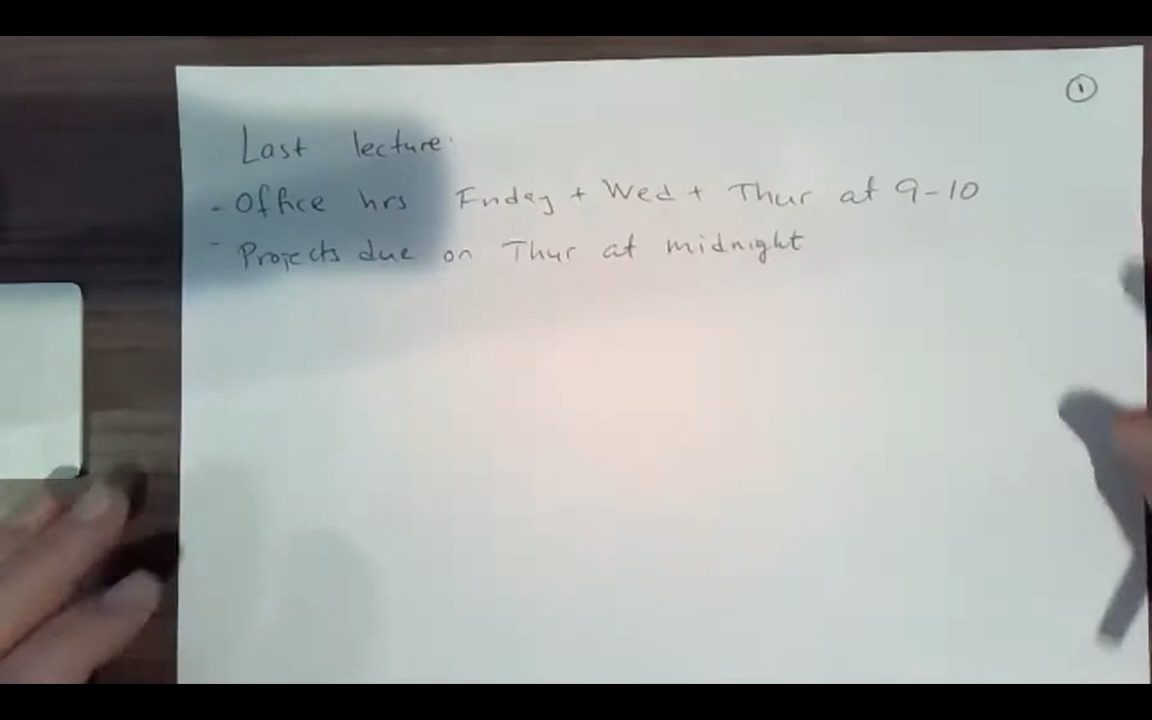 ①
Last lecture:
- Office hrs Friday + Wed + Thur at 9-10
- Projects due on Thur at midnight